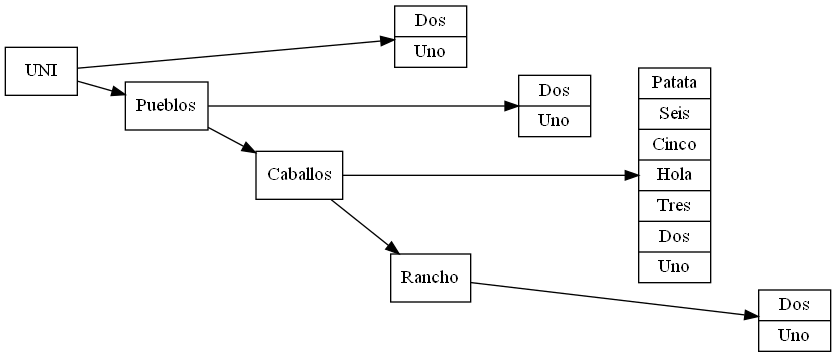 UNI
Dos
Uno
Pueblos
Dos
Uno
Caballos
Patata
Seis
Cinco
Hola
Tres
Dos
Uno
Rancho
Dos
Uno